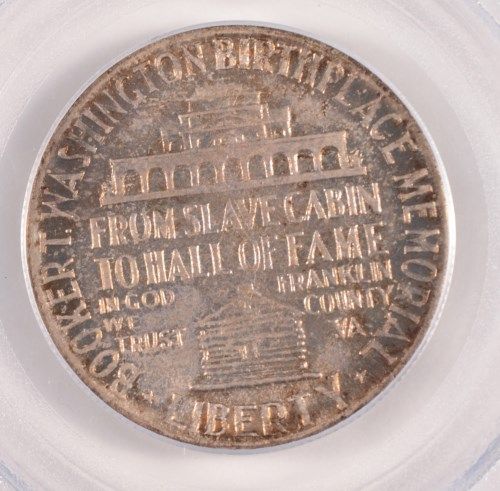 BOOKER T. WASHINGTON BIRTHPLACE MEMORIAL
FROM SLAVE CABIN
TO HALL OF FAME
IN GOD
WE
TRUST
FRANKLIN
COUNTY
VA.
LIBERTY